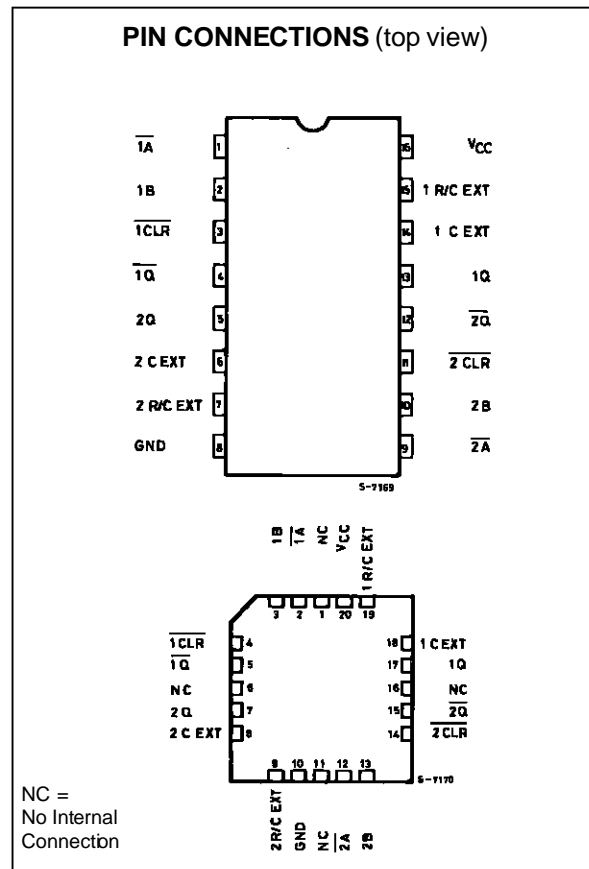 PIN CONNECTIONS (top view)
1A̅ 1 16 VCC
1B 2 15 1 R/C EXT
1CLR 3 14 1 C EXT
1Q 4 13 1Q
2Q 5 12 2Q
2 C EXT 6 11 2 CLR
2 R/C EXT 7 10 2B
GND 8 9 2A
S-7169
1B 1A NC VCC 1 R/C EXT
3 2 1 20 19
1CLR 4 18 1 C EXT
1Q 5 17 1Q
NC 6 16 NC
2Q 7 15 2Q
2 C EXT 8 14 2CLR
9 10 11 12 13
S-7170
2R/C EXT GND NC 2A 2B
NC =
No Internal
Connection